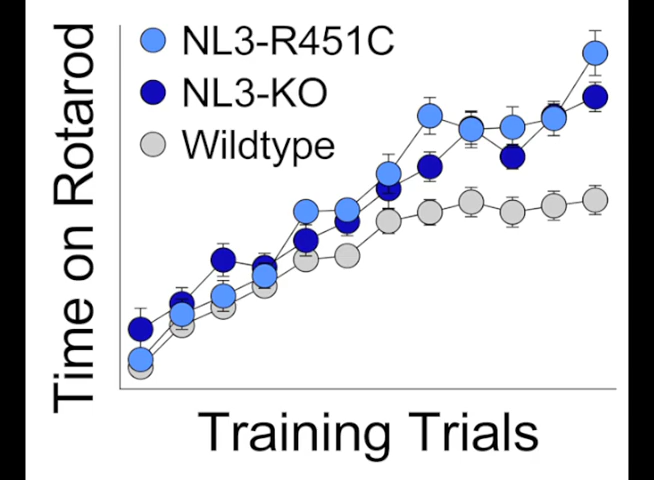 NL3-R451C
NL3-KO
Wildtype
Time on Rotarod
Training Trials